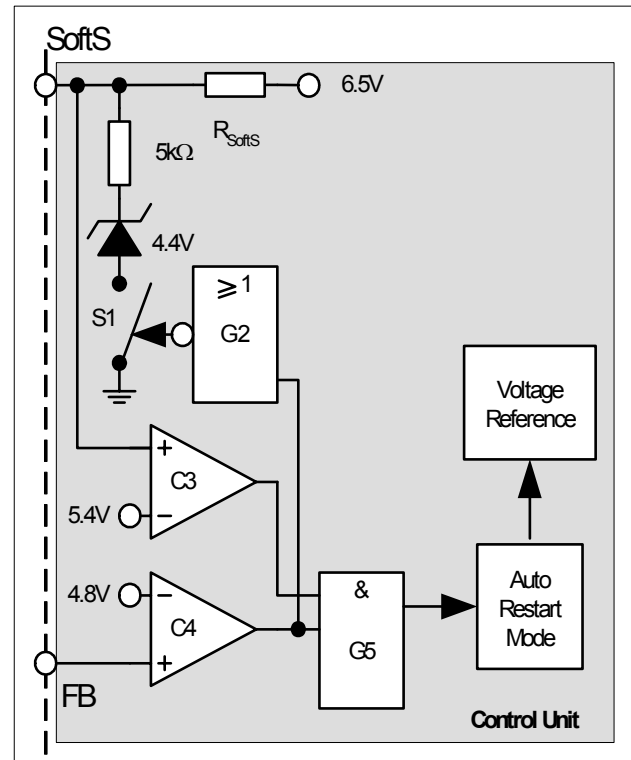 SoftS
6.5V
R_SoftS
5kΩ
4.4V
S1
≥1
G2
Voltage
Reference
+
C3
5.4V
−
4.8V
−
C4
+
&
G5
Auto
Restart
Mode
FB
Control Unit